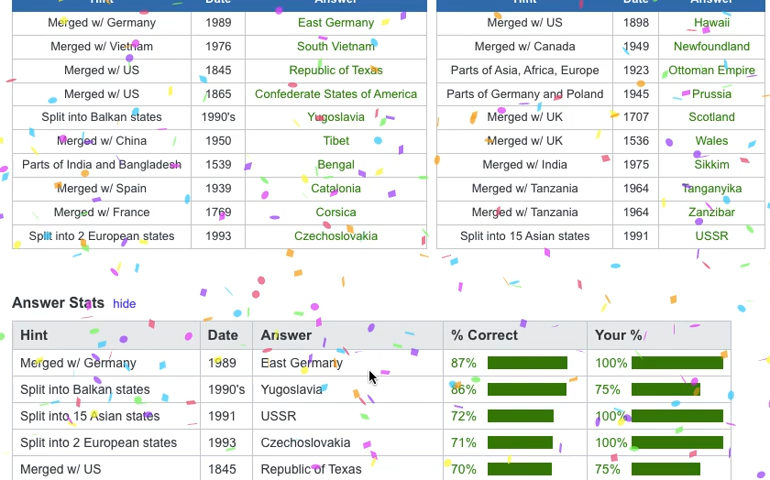 Hint Date Answer Hint Date Answer
Merged w/ Germany 1989 East Germany Merged w/ US 1898 Hawaii
Merged w/ Vietnam 1976 South Vietnam Merged w/ Canada 1949 Newfoundland
Merged w/ US 1845 Republic of Texas Parts of Asia, Africa, Europe 1923 Ottoman Empire
Merged w/ US 1865 Confederate States of America Parts of Germany and Poland 1945 Prussia
Split into Balkan states 1990's Yugoslavia Merged w/ UK 1707 Scotland
Merged w/ China 1950 Tibet Merged w/ UK 1536 Wales
Parts of India and Bangladesh 1539 Bengal Merged w/ India 1975 Sikkim
Merged w/ Spain 1939 Catalonia Merged w/ Tanzania 1964 Tanganyika
Merged w/ France 1769 Corsica Merged w/ Tanzania 1964 Zanzibar
Split into 2 European states 1993 Czechoslovakia Split into 15 Asian states 1991 USSR
Answer Stats hide
Hint Date Answer % Correct Your %
Merged w/ Germany 1989 East Germany 87% 100%
Split into Balkan states 1990's Yugoslavia 86% 75%
Split into 15 Asian states 1991 USSR 72% 100%
Split into 2 European states 1993 Czechoslovakia 71% 100%
Merged w/ US 1845 Republic of Texas 70% 75%